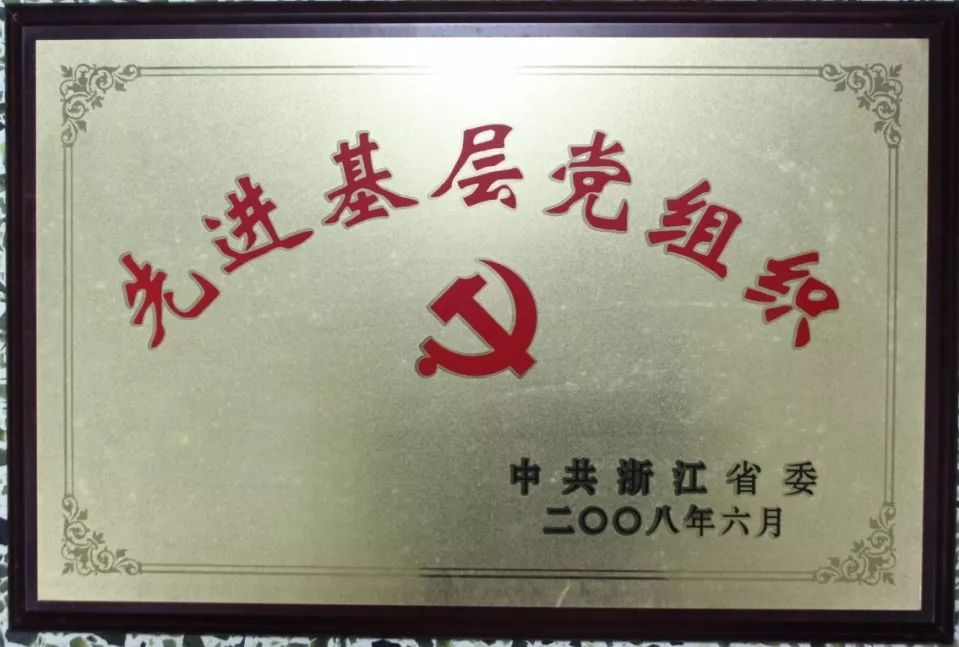 先进基层党组织
中共浙江省委
二〇〇八年六月